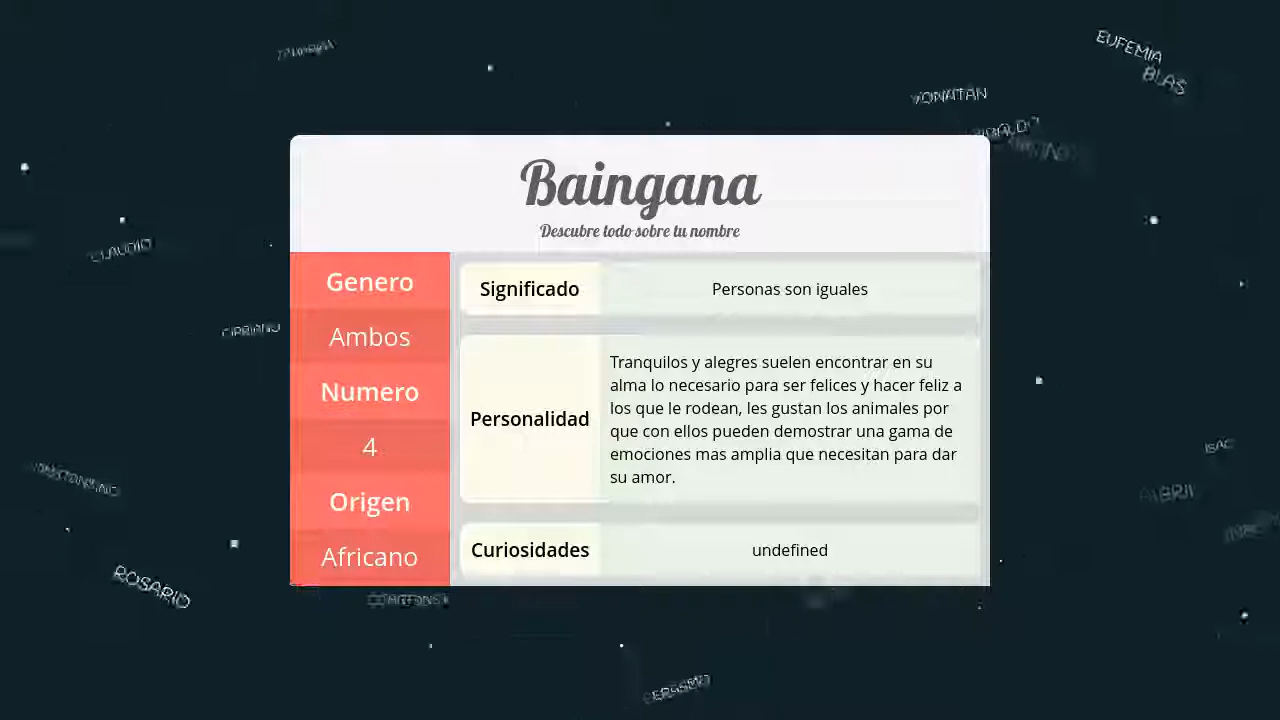 EUFEMIA
BLAS
YONATAN
Baingana
Descubre todo sobre tu nombre
CLAUDIO
Genero
Significado
Personas son iguales
CIPRIANO
Ambos
Tranquilos y alegres suelen encontrar en su
alma lo necesario para ser felices y hacer feliz a
los que le rodean, les gustan los animales por
que con ellos pueden demostrar una gama de
emociones mas amplia que necesitan para dar
su amor.
Numero
Personalidad
4
ISAC
Origen
Africano
Curiosidades
undefined
ROSARIO